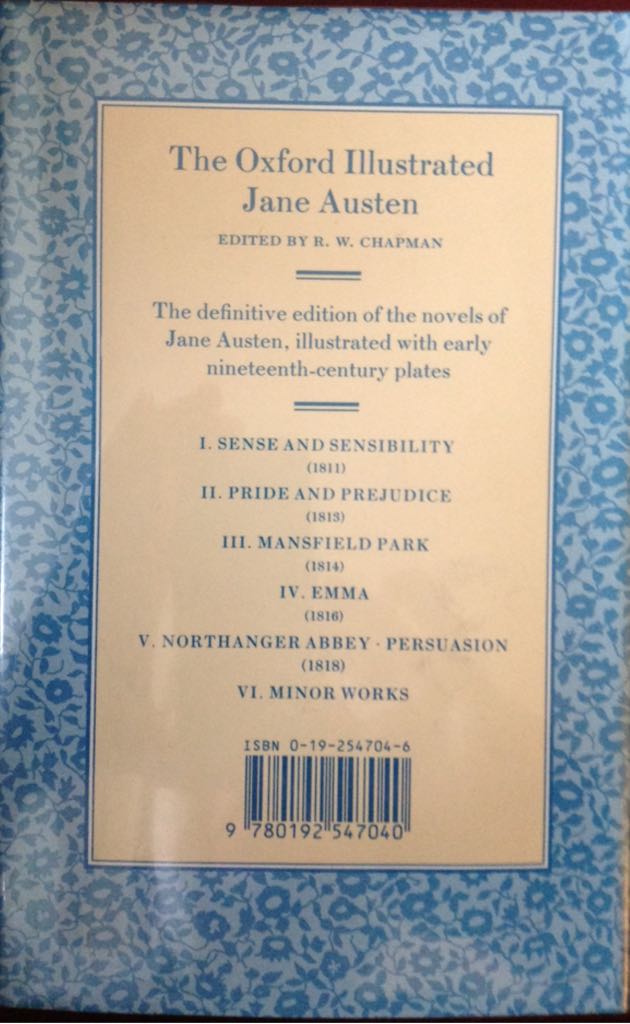 The Oxford Illustrated
Jane Austen
EDITED BY R. W. CHAPMAN
The definitive edition of the novels of
Jane Austen, illustrated with early
nineteenth-century plates
I. SENSE AND SENSIBILITY
(1811)
II. PRIDE AND PREJUDICE
(1813)
III. MANSFIELD PARK
(1814)
IV. EMMA
(1816)
V. NORTHANGER ABBEY · PERSUASION
(1818)
VI. MINOR WORKS
ISBN 0-19-254704-6
9 780192 547040